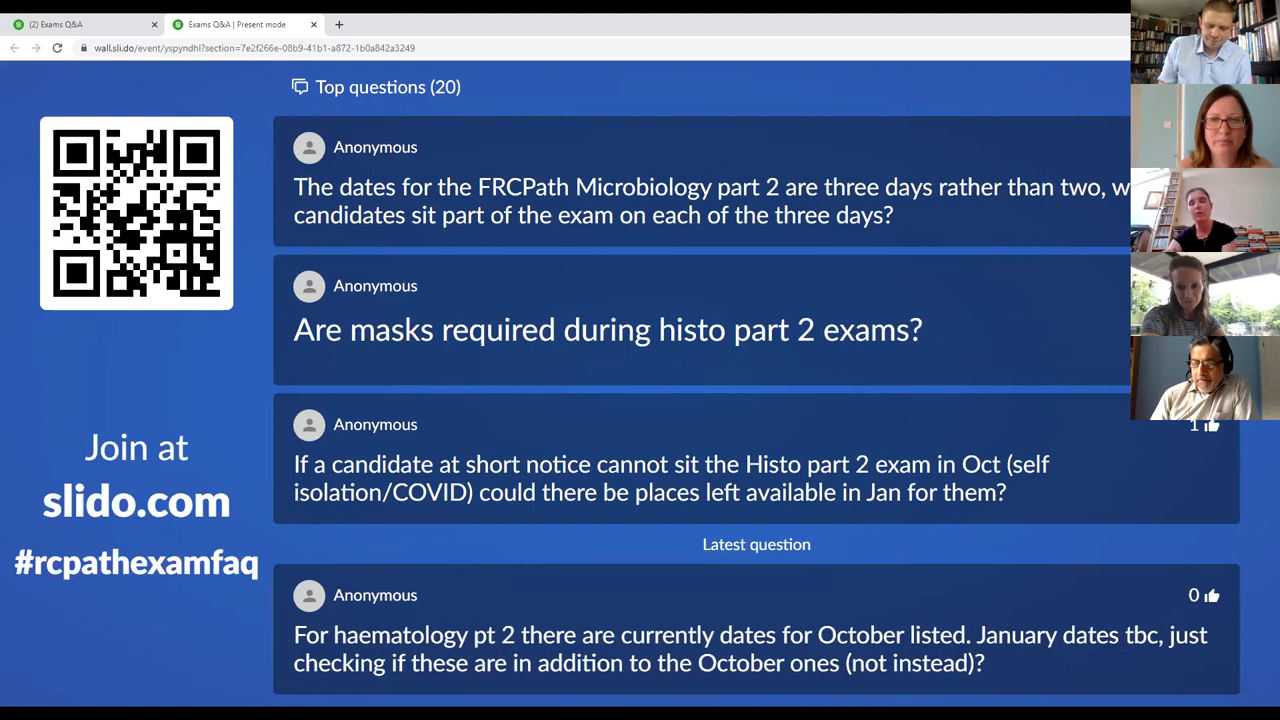 (2) Exams Q&A
Exams Q&A | Present mode
wall.sli.do/event/yspyndhl?section=7e2f266e-08b9-41b1-a872-1b0a842a3249
Top questions (20)
Anonymous
The dates for the FRCPath Microbiology part 2 are three days rather than two, w
candidates sit part of the exam on each of the three days?
Anonymous
Are masks required during histo part 2 exams?
Anonymous
1
If a candidate at short notice cannot sit the Histo part 2 exam in Oct (self
isolation/COVID) could there be places left available in Jan for them?
Join at
slido.com
#rcpathexamfaq
Latest question
Anonymous
0
For haematology pt 2 there are currently dates for October listed. January dates tbc, just
checking if these are in addition to the October ones (not instead)?